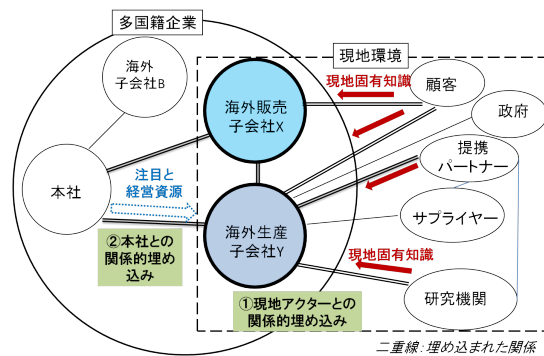 多国籍企業
現地環境
海外
子会社B
海外販売
子会社X
現地固有知識
顧客
政府
提携
パートナー
本社
注目と
経営資源
海外生産
子会社Y
サプライヤー
②本社との
関係的埋め
込み
現地固有知識
①現地アクターとの
関係的埋め込み
研究機関
二重線：埋め込まれた関係